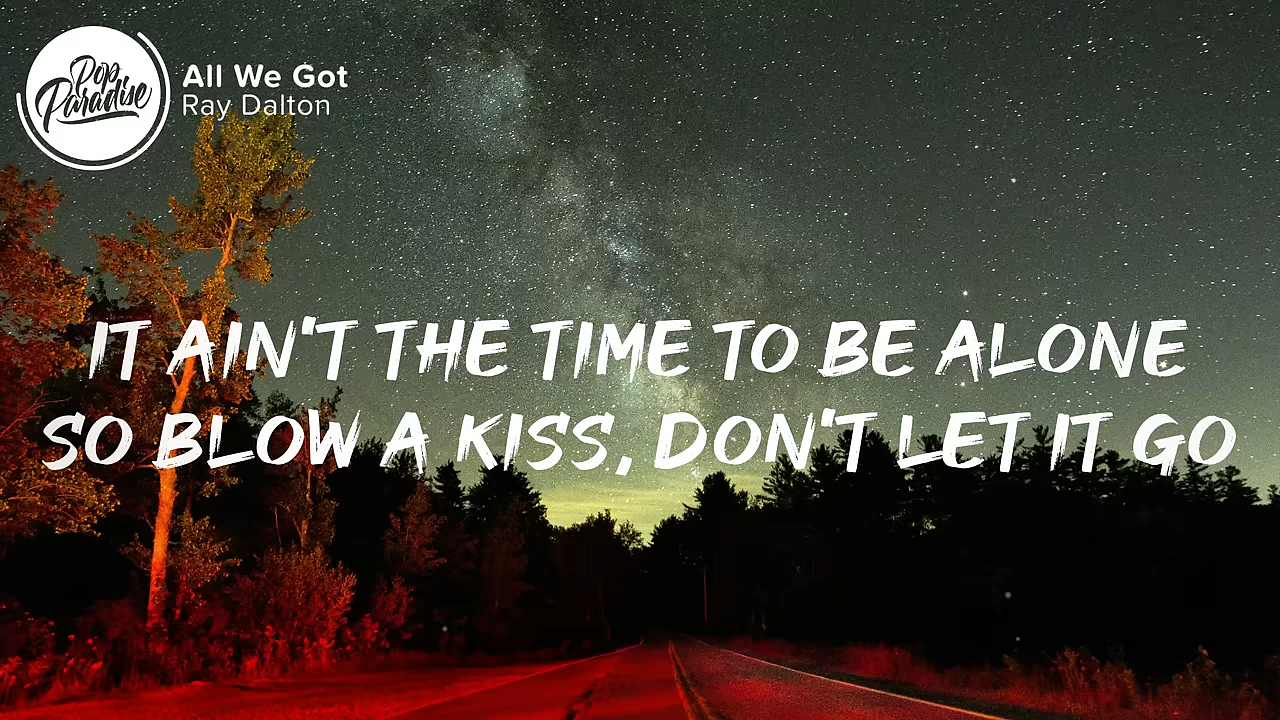 Pop
Paradise
All We Got
Ray Dalton
IT AIN'T THE TIME TO BE ALONE
SO BLOW A KISS, DON'T LET IT GO